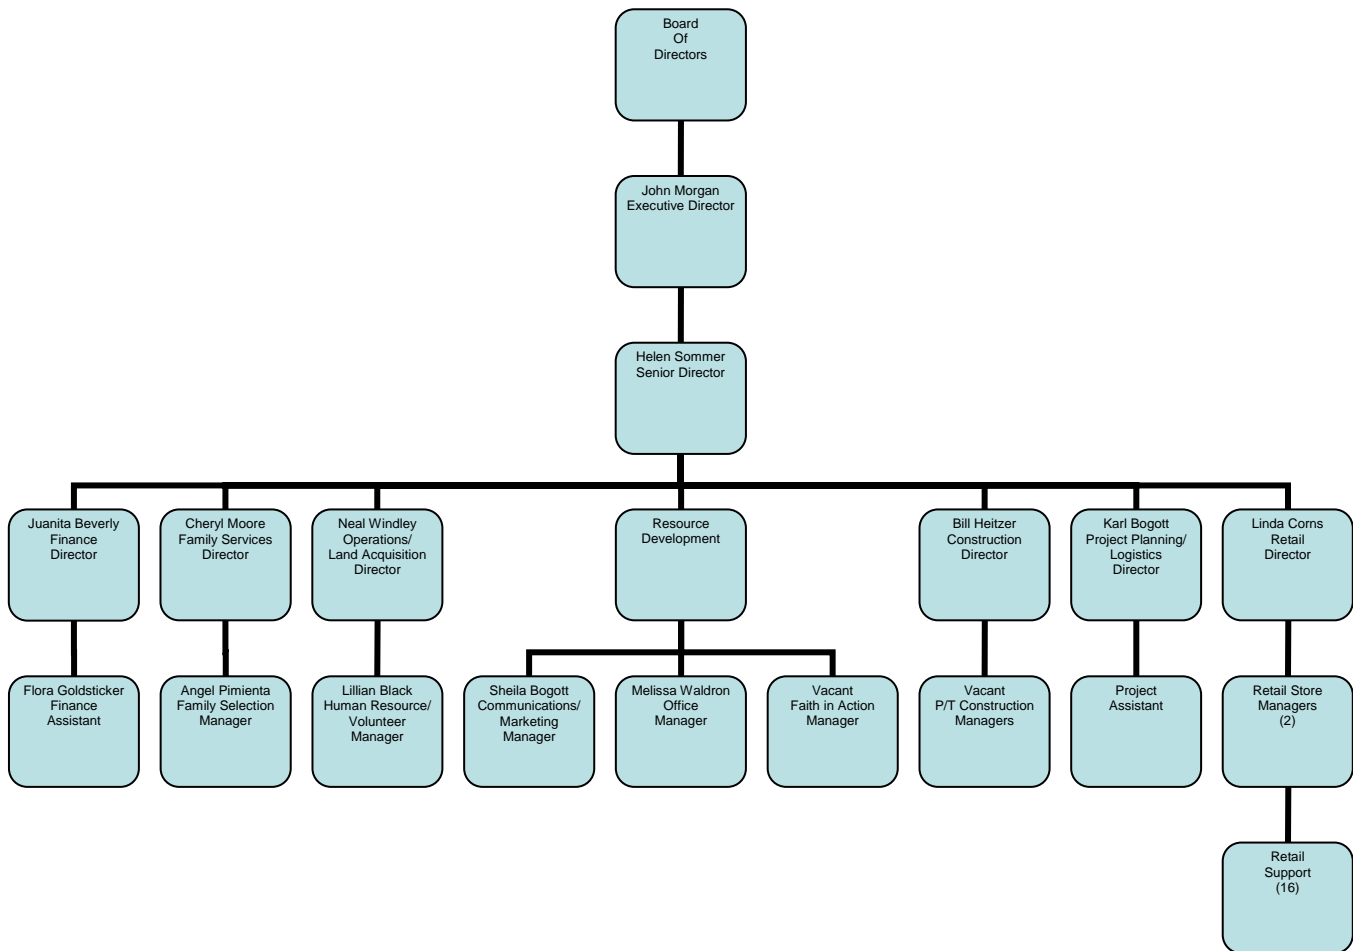 Board
Of
Directors
John Morgan
Executive Director
Helen Sommer
Senior Director
Juanita Beverly
Finance
Director
Cheryl Moore
Family Services
Director
Neal Windley
Operations/
Land Acquisition
Director
Resource
Development
Bill Heitzer
Construction
Director
Karl Bogott
Project Planning/
Logistics
Director
Linda Corns
Retail
Director
Flora Goldsticker
Finance
Assistant
Angel Pimienta
Family Selection
Manager
Lillian Black
Human Resource/
Volunteer
Manager
Sheila Bogott
Communications/
Marketing
Manager
Melissa Waldron
Office
Manager
Vacant
Faith in Action
Manager
Vacant
P/T Construction
Managers
Project
Assistant
Retail Store
Managers
(2)
Retail
Support
(16)